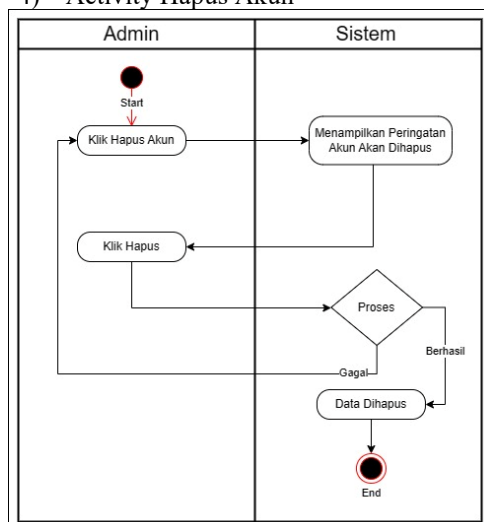 4) Activity Hapus Akun
Admin
Sistem
Start
Klik Hapus Akun
Menampilkan Peringatan
Akun Akan Dihapus
Klik Hapus
Proses
Berhasil
Gagal
Data Dihapus
End